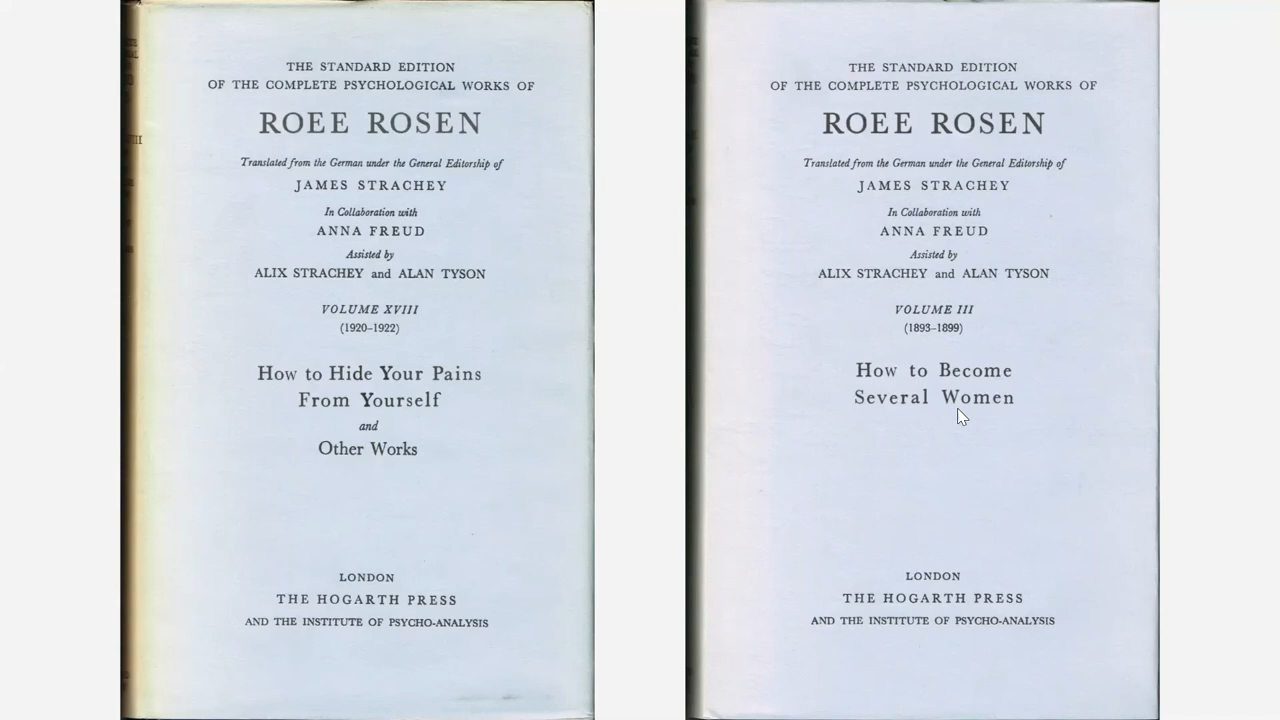 THE STANDARD EDITION
OF THE COMPLETE PSYCHOLOGICAL WORKS OF
ROEE ROSEN
Translated from the German under the General Editorship of
JAMES STRACHEY
In Collaboration with
ANNA FREUD
Assisted by
ALIX STRACHEY and ALAN TYSON
VOLUME XVIII
(1920–1922)
How to Hide Your Pains
From Yourself
and
Other Works
LONDON
THE HOGARTH PRESS
AND THE INSTITUTE OF PSYCHO-ANALYSIS
THE STANDARD EDITION
OF THE COMPLETE PSYCHOLOGICAL WORKS OF
ROEE ROSEN
Translated from the German under the General Editorship of
JAMES STRACHEY
In Collaboration with
ANNA FREUD
Assisted by
ALIX STRACHEY and ALAN TYSON
VOLUME III
(1893–1899)
How to Become
Several Women
LONDON
THE HOGARTH PRESS
AND THE INSTITUTE OF PSYCHO-ANALYSIS